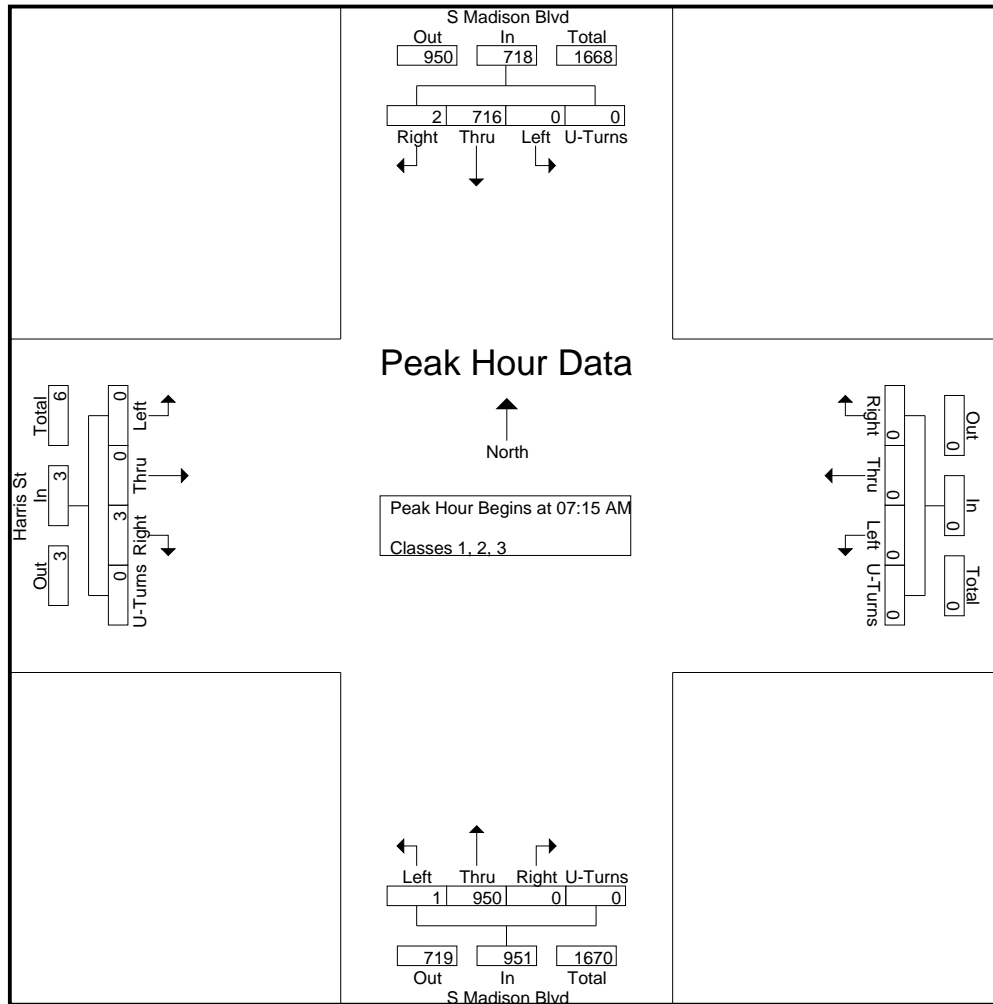 S Madison Blvd
Out In Total
950 718 1668
2 716 0 0
Right Thru Left U-Turns
Peak Hour Data
North
Peak Hour Begins at 07:15 AM
Classes 1, 2, 3
Harris St
Out In Total
3 3 6
0 3 0 0
U-Turns Right Thru Left
Right Thru Left U-Turns
0 0 0 0
Out In Total
0 0 0
Left Thru Right U-Turns
1 950 0 0
719 951 1670
Out In Total
S Madison Blvd